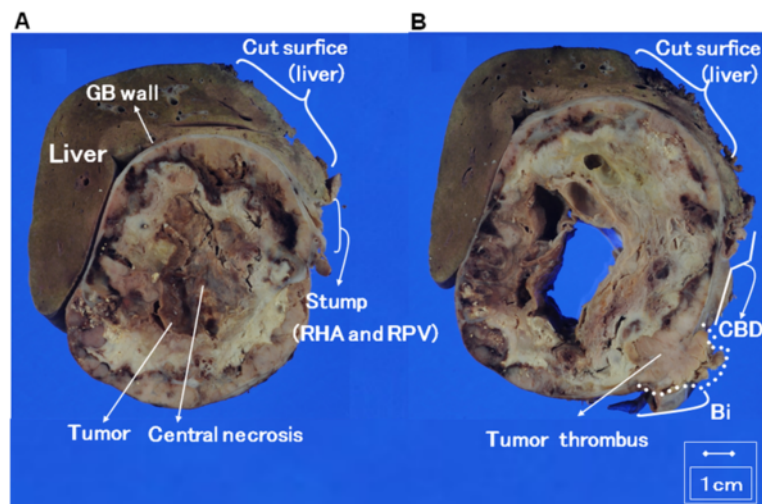 A
B
Cut surfice
(liver)
GB wall
Liver
Stump
(RHA and RPV)
Tumor
Central necrosis
Cut surfice
(liver)
CBD
Bi
Tumor thrombus
1cm